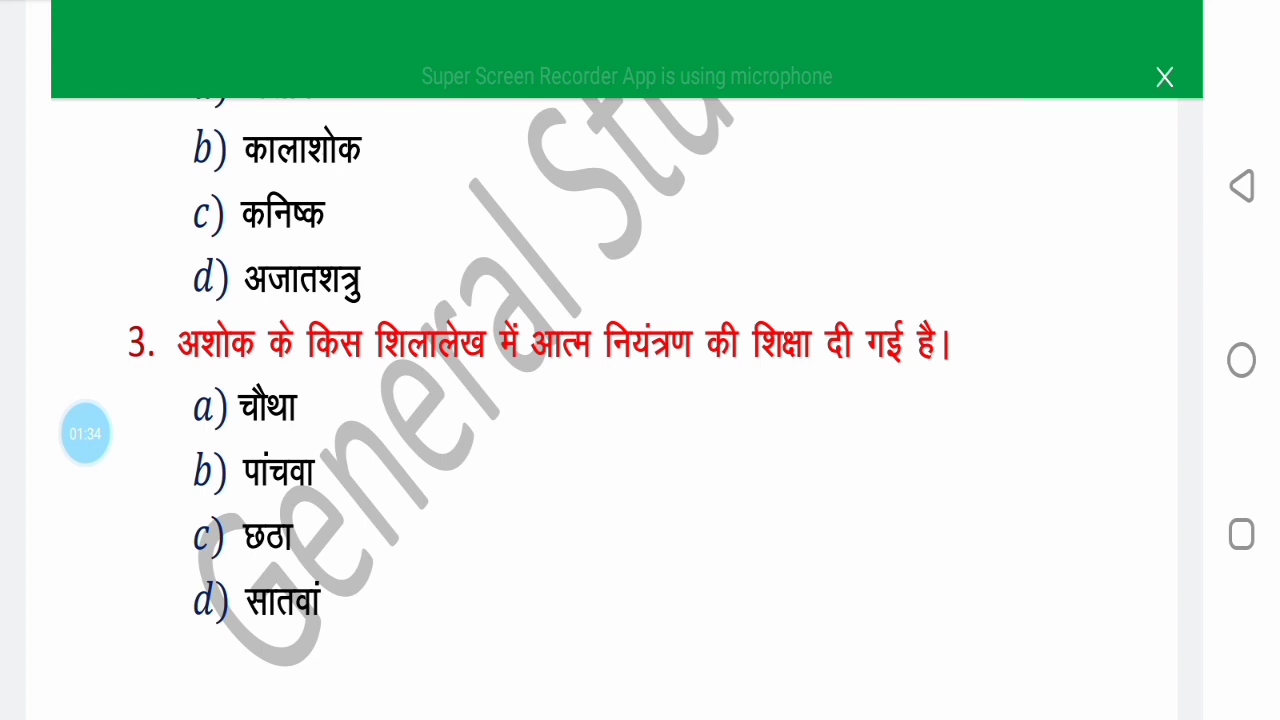 Super Screen Recorder App is using microphone
b) कालाशोक
c) कनिष्क
d) अजातशत्रु
3. अशोक के किस शिलालेख में आत्म नियंत्रण की शिक्षा दी गई है।
a) चौथा
b) पांचवा
c) छठा
d) सातवां
01:34
General